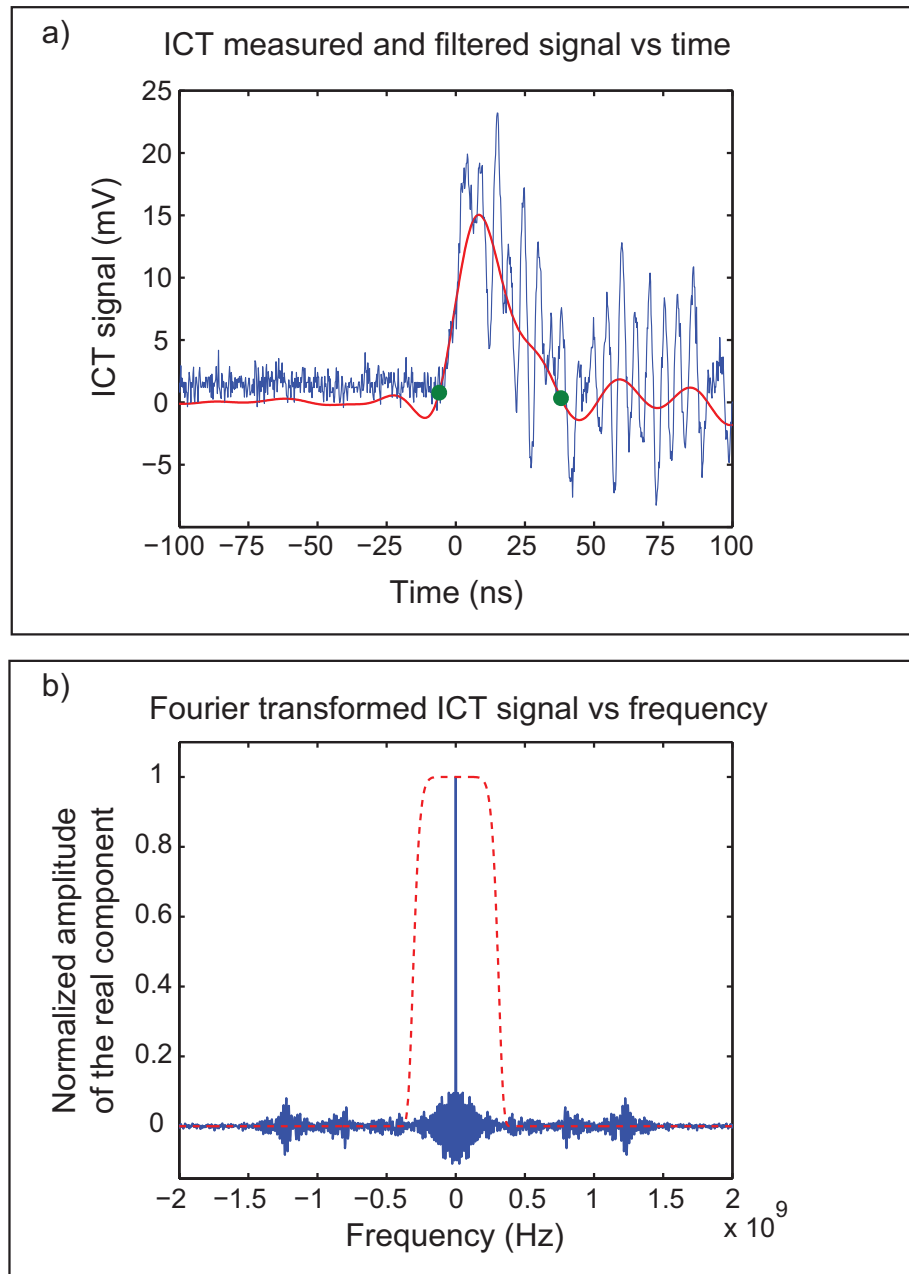 a)
ICT measured and filtered signal vs time
25
20
15
10
5
0
−5
ICT signal (mV)
−100 −75 −50 −25 0 25 50 75 100
Time (ns)
b)
Fourier transformed ICT signal vs frequency
1
0.8
0.6
0.4
0.2
0
Normalized amplitude
of the real component
−2 −1.5 −1 −0.5 0 0.5 1 1.5 2
x 10⁹
Frequency (Hz)